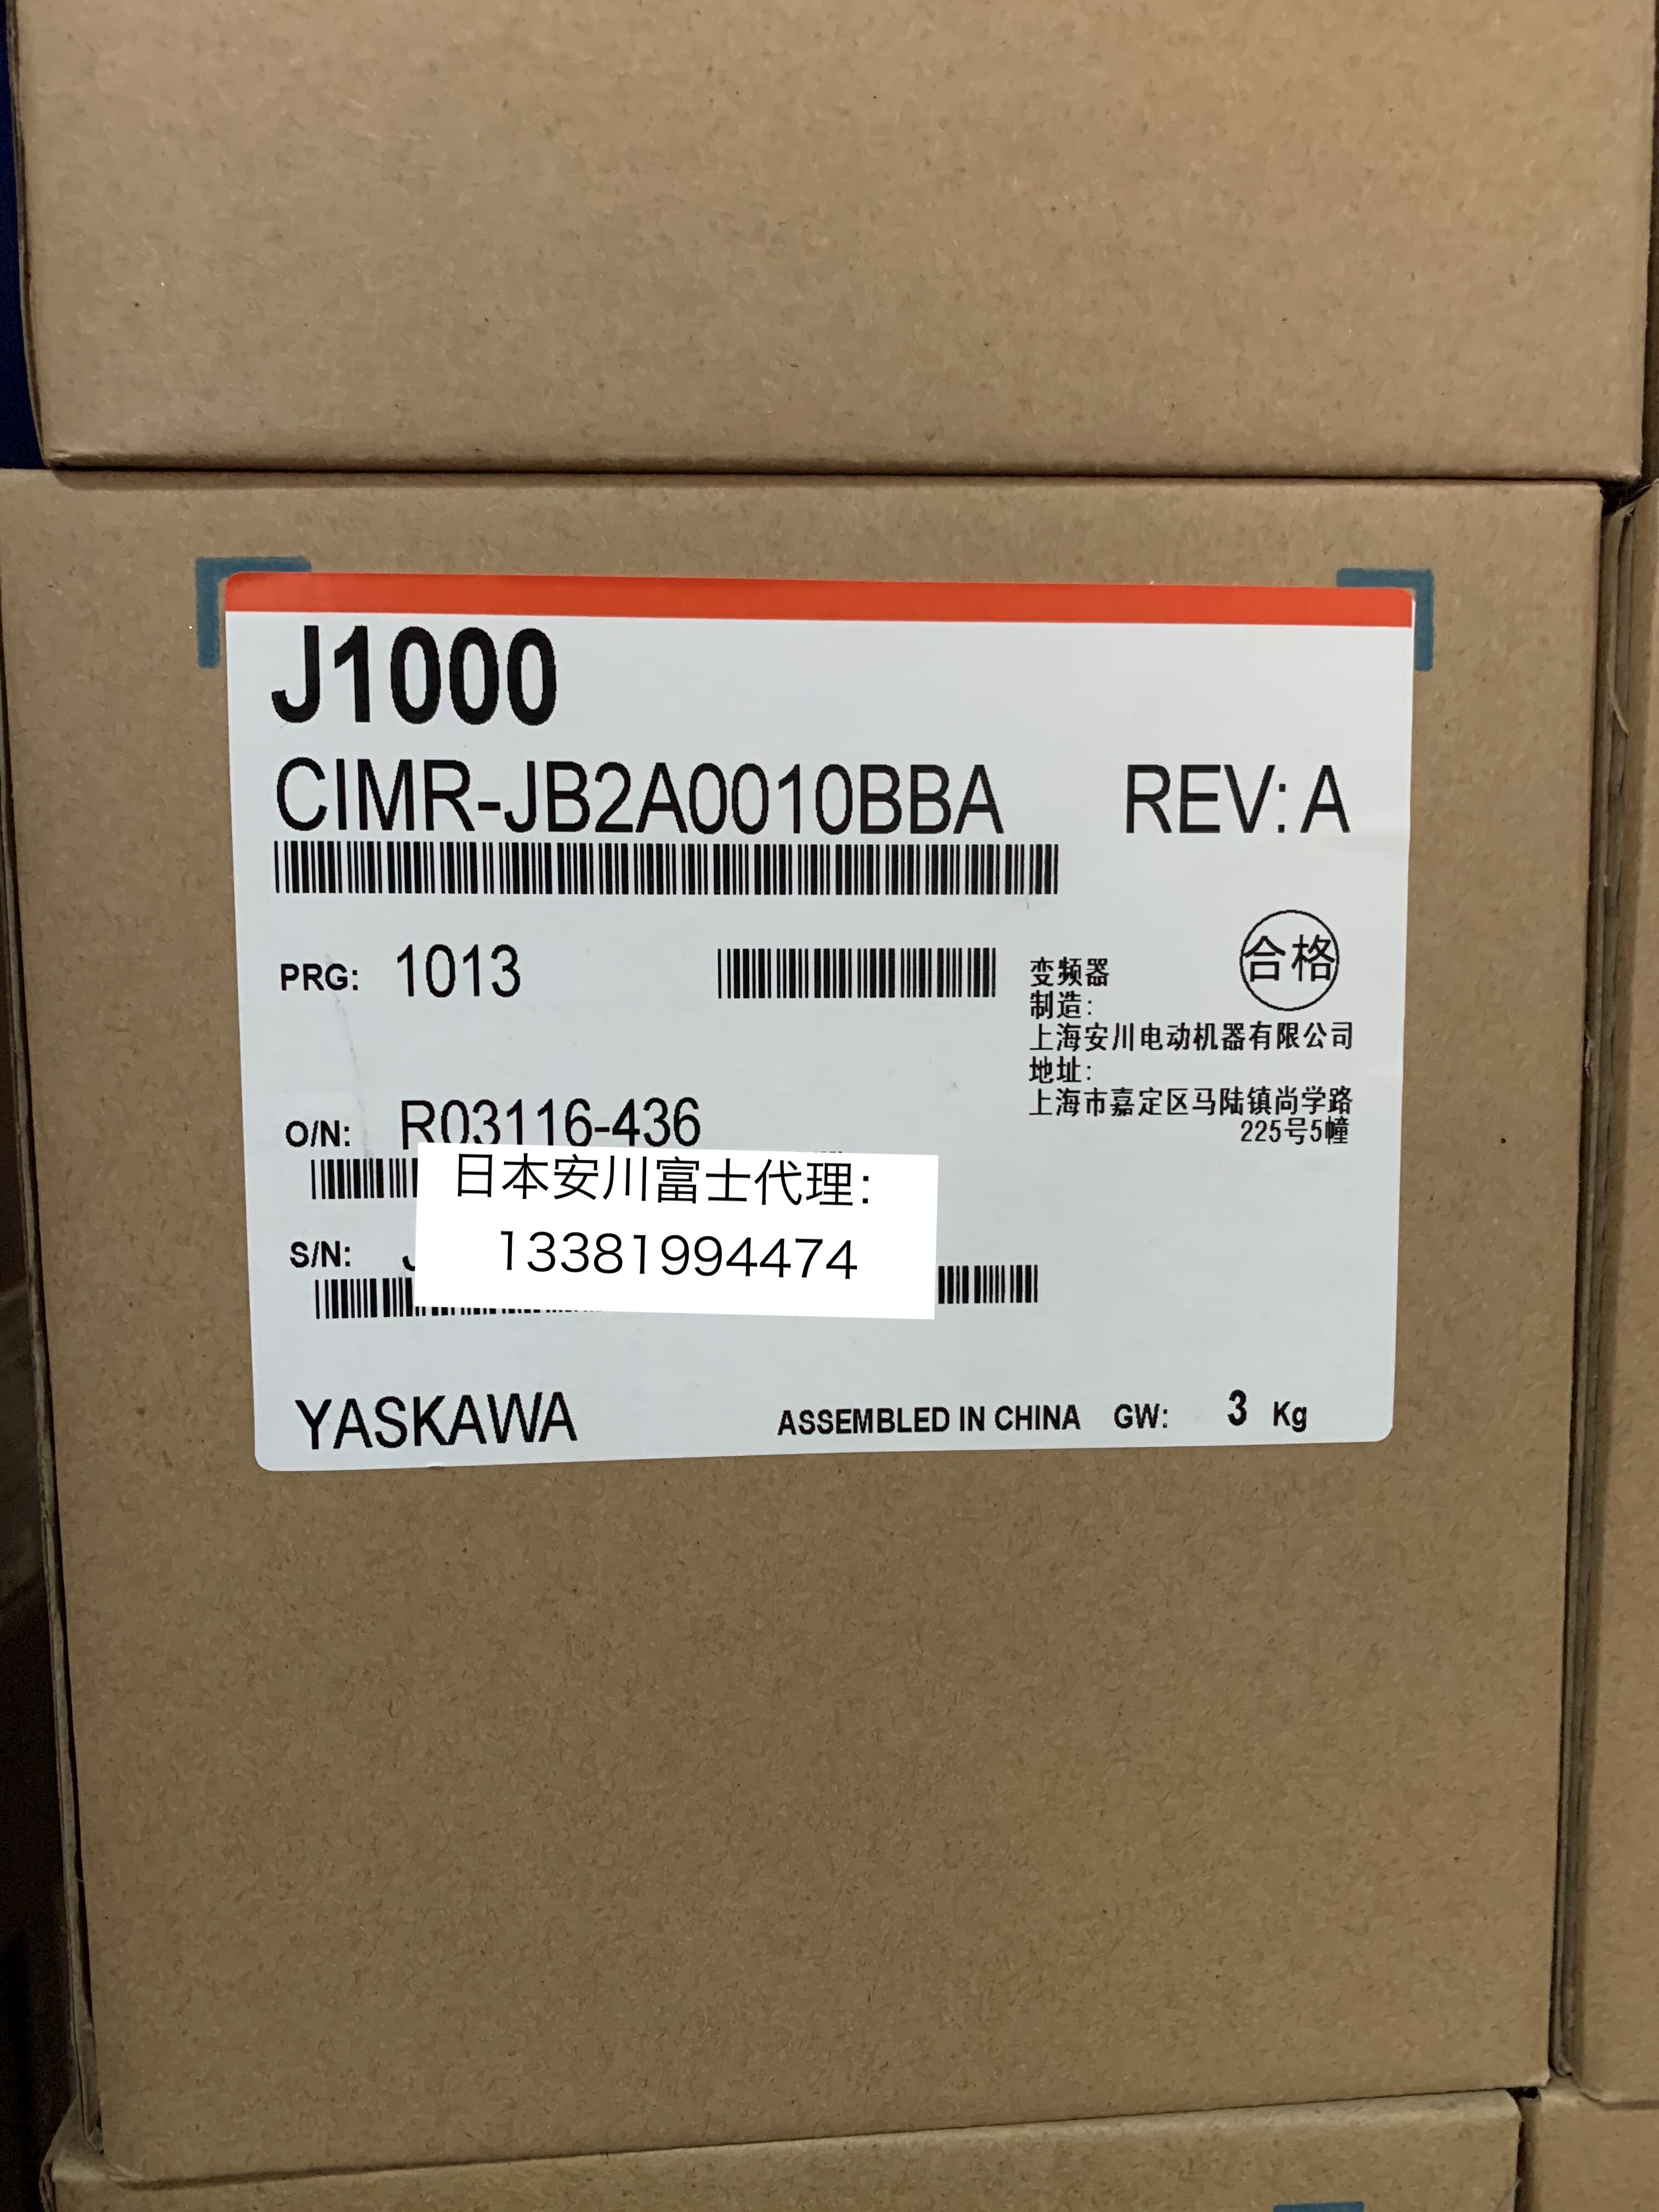 J1000
CIMR-JB2A0010BBA REV: A
PRG: 1013
合格
变频器
制造:
上海安川电动机器有限公司
地址:
上海市嘉定区马陆镇尚学路
225号5幢
O/N: R03116-436
日本安川富士代理:
13381994474
S/N:
YASKAWA ASSEMBLED IN CHINA GW: 3 Kg